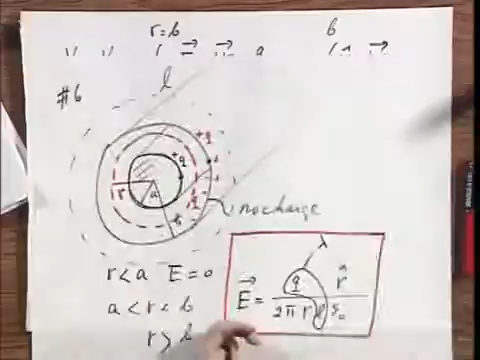 r=b b
a
l
#6
+q
+q
r
a
-q
b
no charge
λ
r<a E=0
E= q r̂ / 2π r l ε₀
a<r<b
r>b